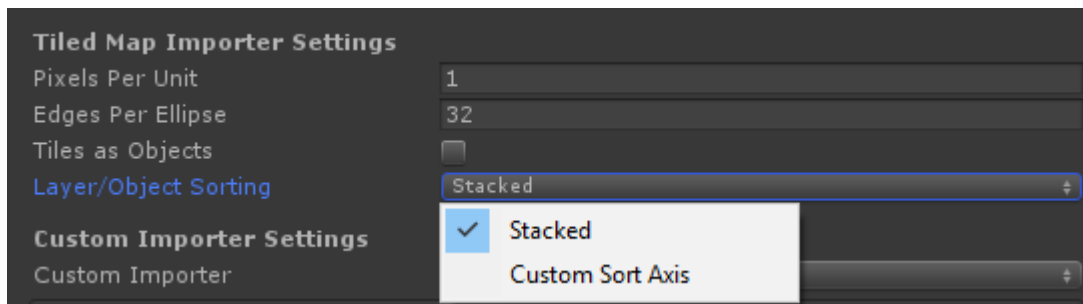 Tiled Map Importer Settings
Pixels Per Unit 1
Edges Per Ellipse 32
Tiles as Objects
Layer/Object Sorting Stacked
Stacked
Custom Importer Settings
Custom Sort Axis
Custom Importer